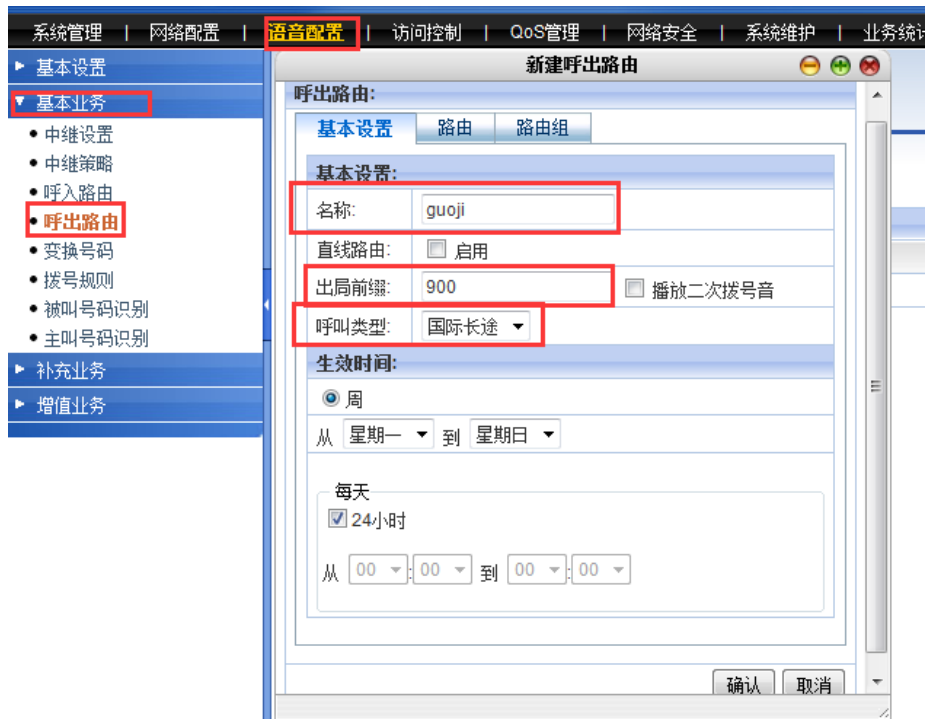 系统管理 | 网络配置 | 语音配置 | 访问控制 | QoS管理 | 网络安全 | 系统维护 | 业务统
基本设置
基本业务
中继设置
中继策略
呼入路由
呼出路由
变换号码
拨号规则
被叫号码识别
主叫号码识别
补充业务
增值业务
新建呼出路由
呼出路由:
基本设置 路由 路由组
基本设置:
名称: guoji
直线路由: 启用
出局前缀: 900 播放二次拨号音
呼叫类型: 国际长途
生效时间:
周
从 星期一 到 星期日
每天
24小时
从 00 : 00 到 00 : 00
确认 取消